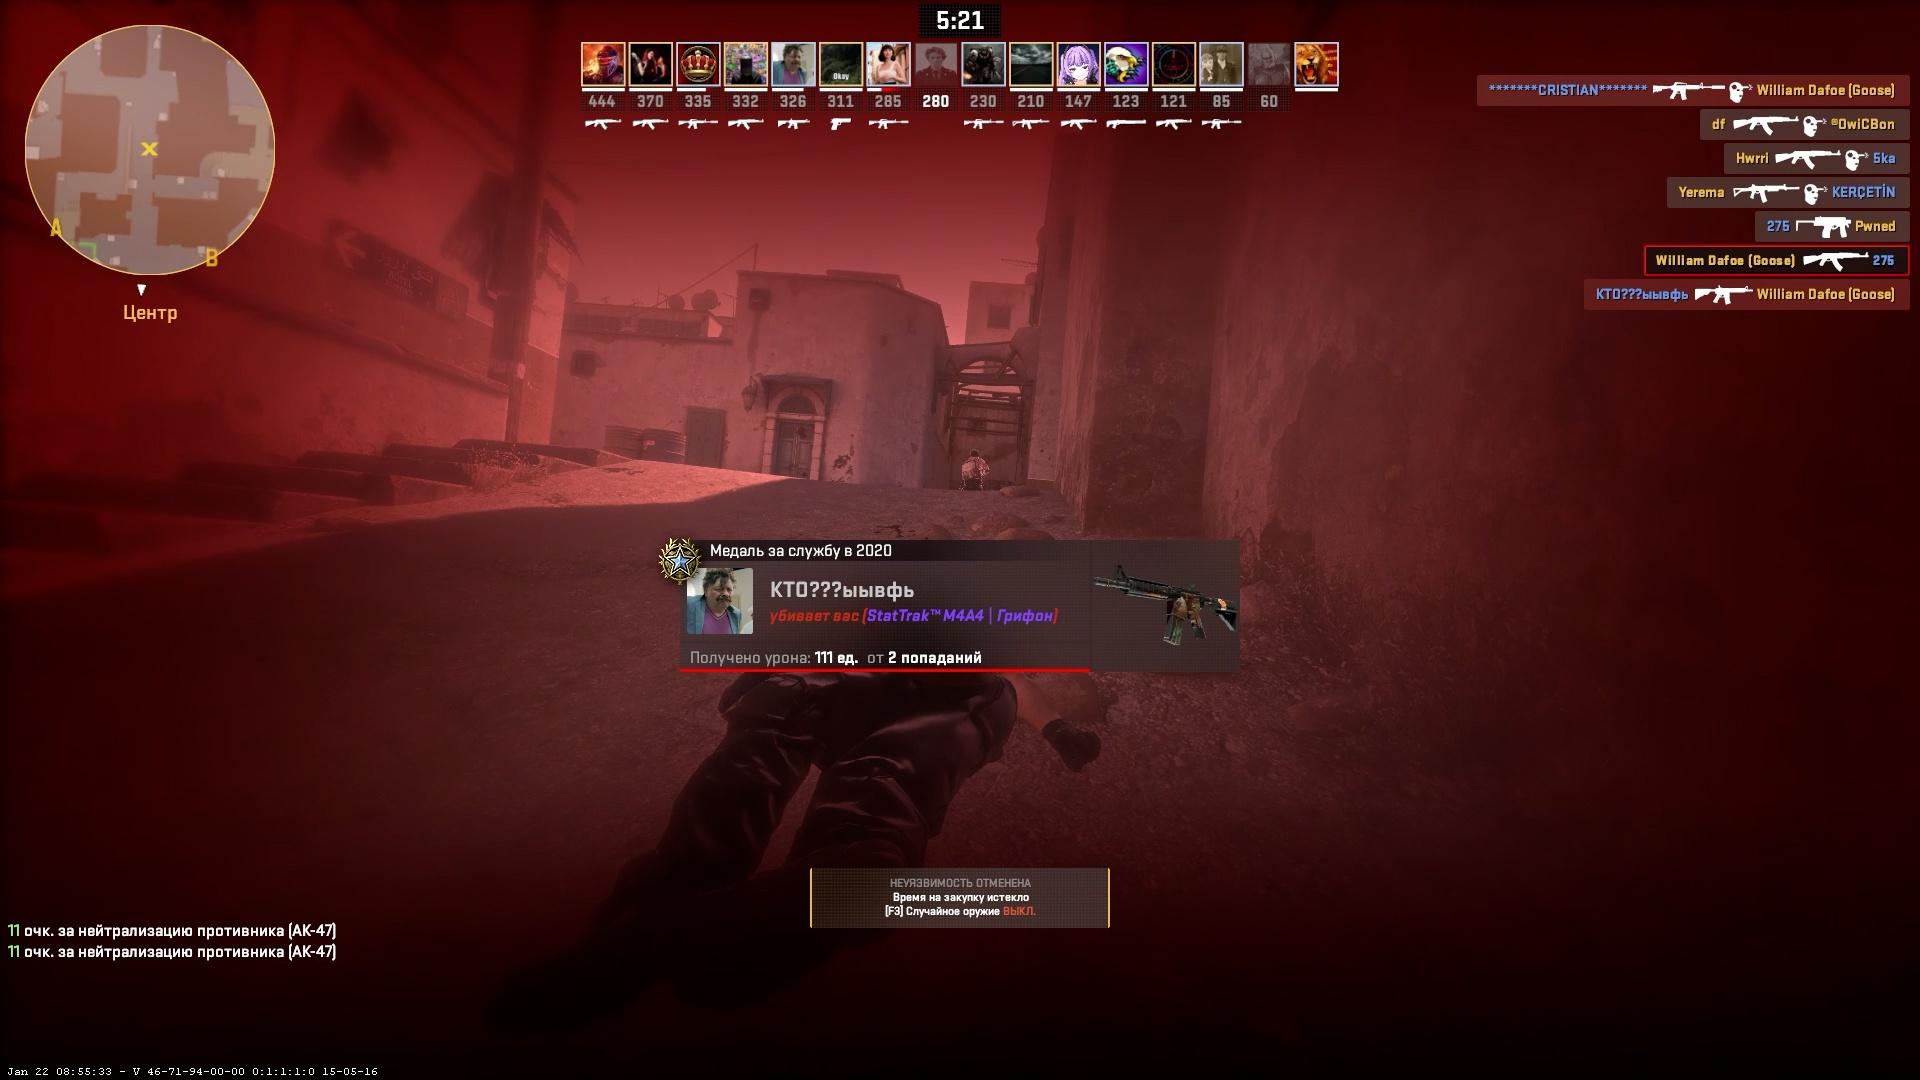 5:21
Okay
444 370 335 332 326 311 285 280 230 210 147 123 121 85 60
*******CRISTIAN******* William Dafoe (Goose)
df ®OwiCBon
Hwrri 5ka
Yerema KERÇETİN
275 Pwned
William Dafoe (Goose) 275
КТО???ыывфь William Dafoe (Goose)
A
B
Центр
Медаль за службу в 2020
КТО???ыывфь
убивает вас (StatTrak™ M4A4 | Грифон)
Получено урона: 111 ед. от 2 попаданий
НЕУЯЗВИМОСТЬ ОТМЕНЕНА
Время на закупку истекло
[F3] Случайное оружие ВЫКЛ.
11 очк. за нейтрализацию противника (AK-47)
11 очк. за нейтрализацию противника (AK-47)
Jan 22 08:55:33 - V 46-71-94-00-00 0:1:1:1:0 15-05-16